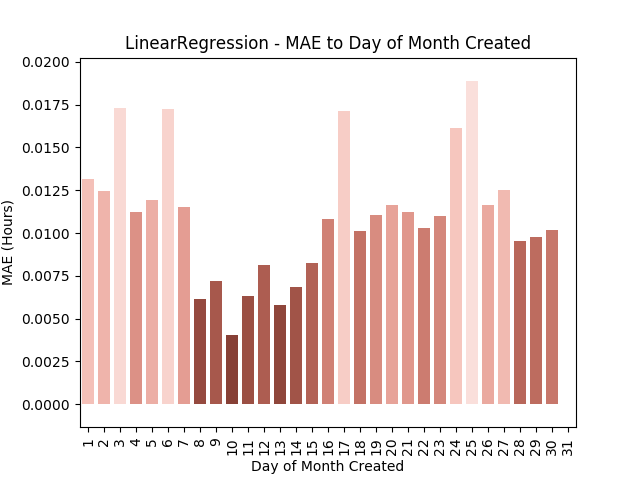 LinearRegression - MAE to Day of Month Created
0.0200
0.0175
0.0150
0.0125
0.0100
0.0075
0.0050
0.0025
0.0000
MAE (Hours)
1 2 3 4 5 6 7 8 9 10 11 12 13 14 15 16 17 18 19 20 21 22 23 24 25 26 27 28 29 30 31
Day of Month Created